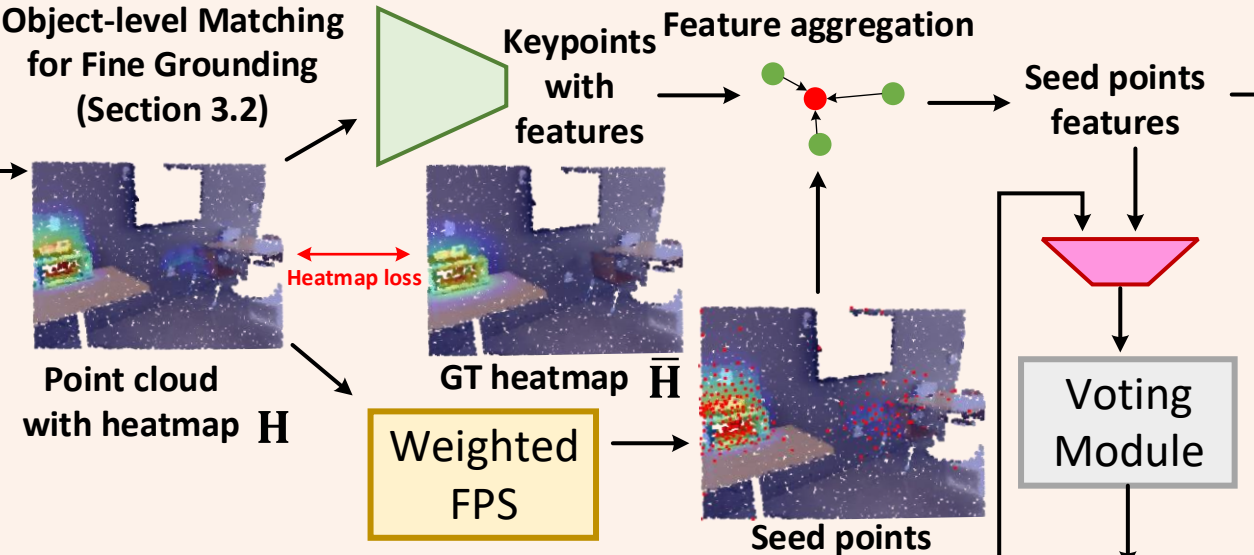 Object-level Matching
for Fine Grounding
(Section 3.2)
Keypoints
with
features
Feature aggregation
Seed points
features
Heatmap loss
Point cloud
with heatmap H
GT heatmap H̅
Weighted
FPS
Seed points
Voting
Module